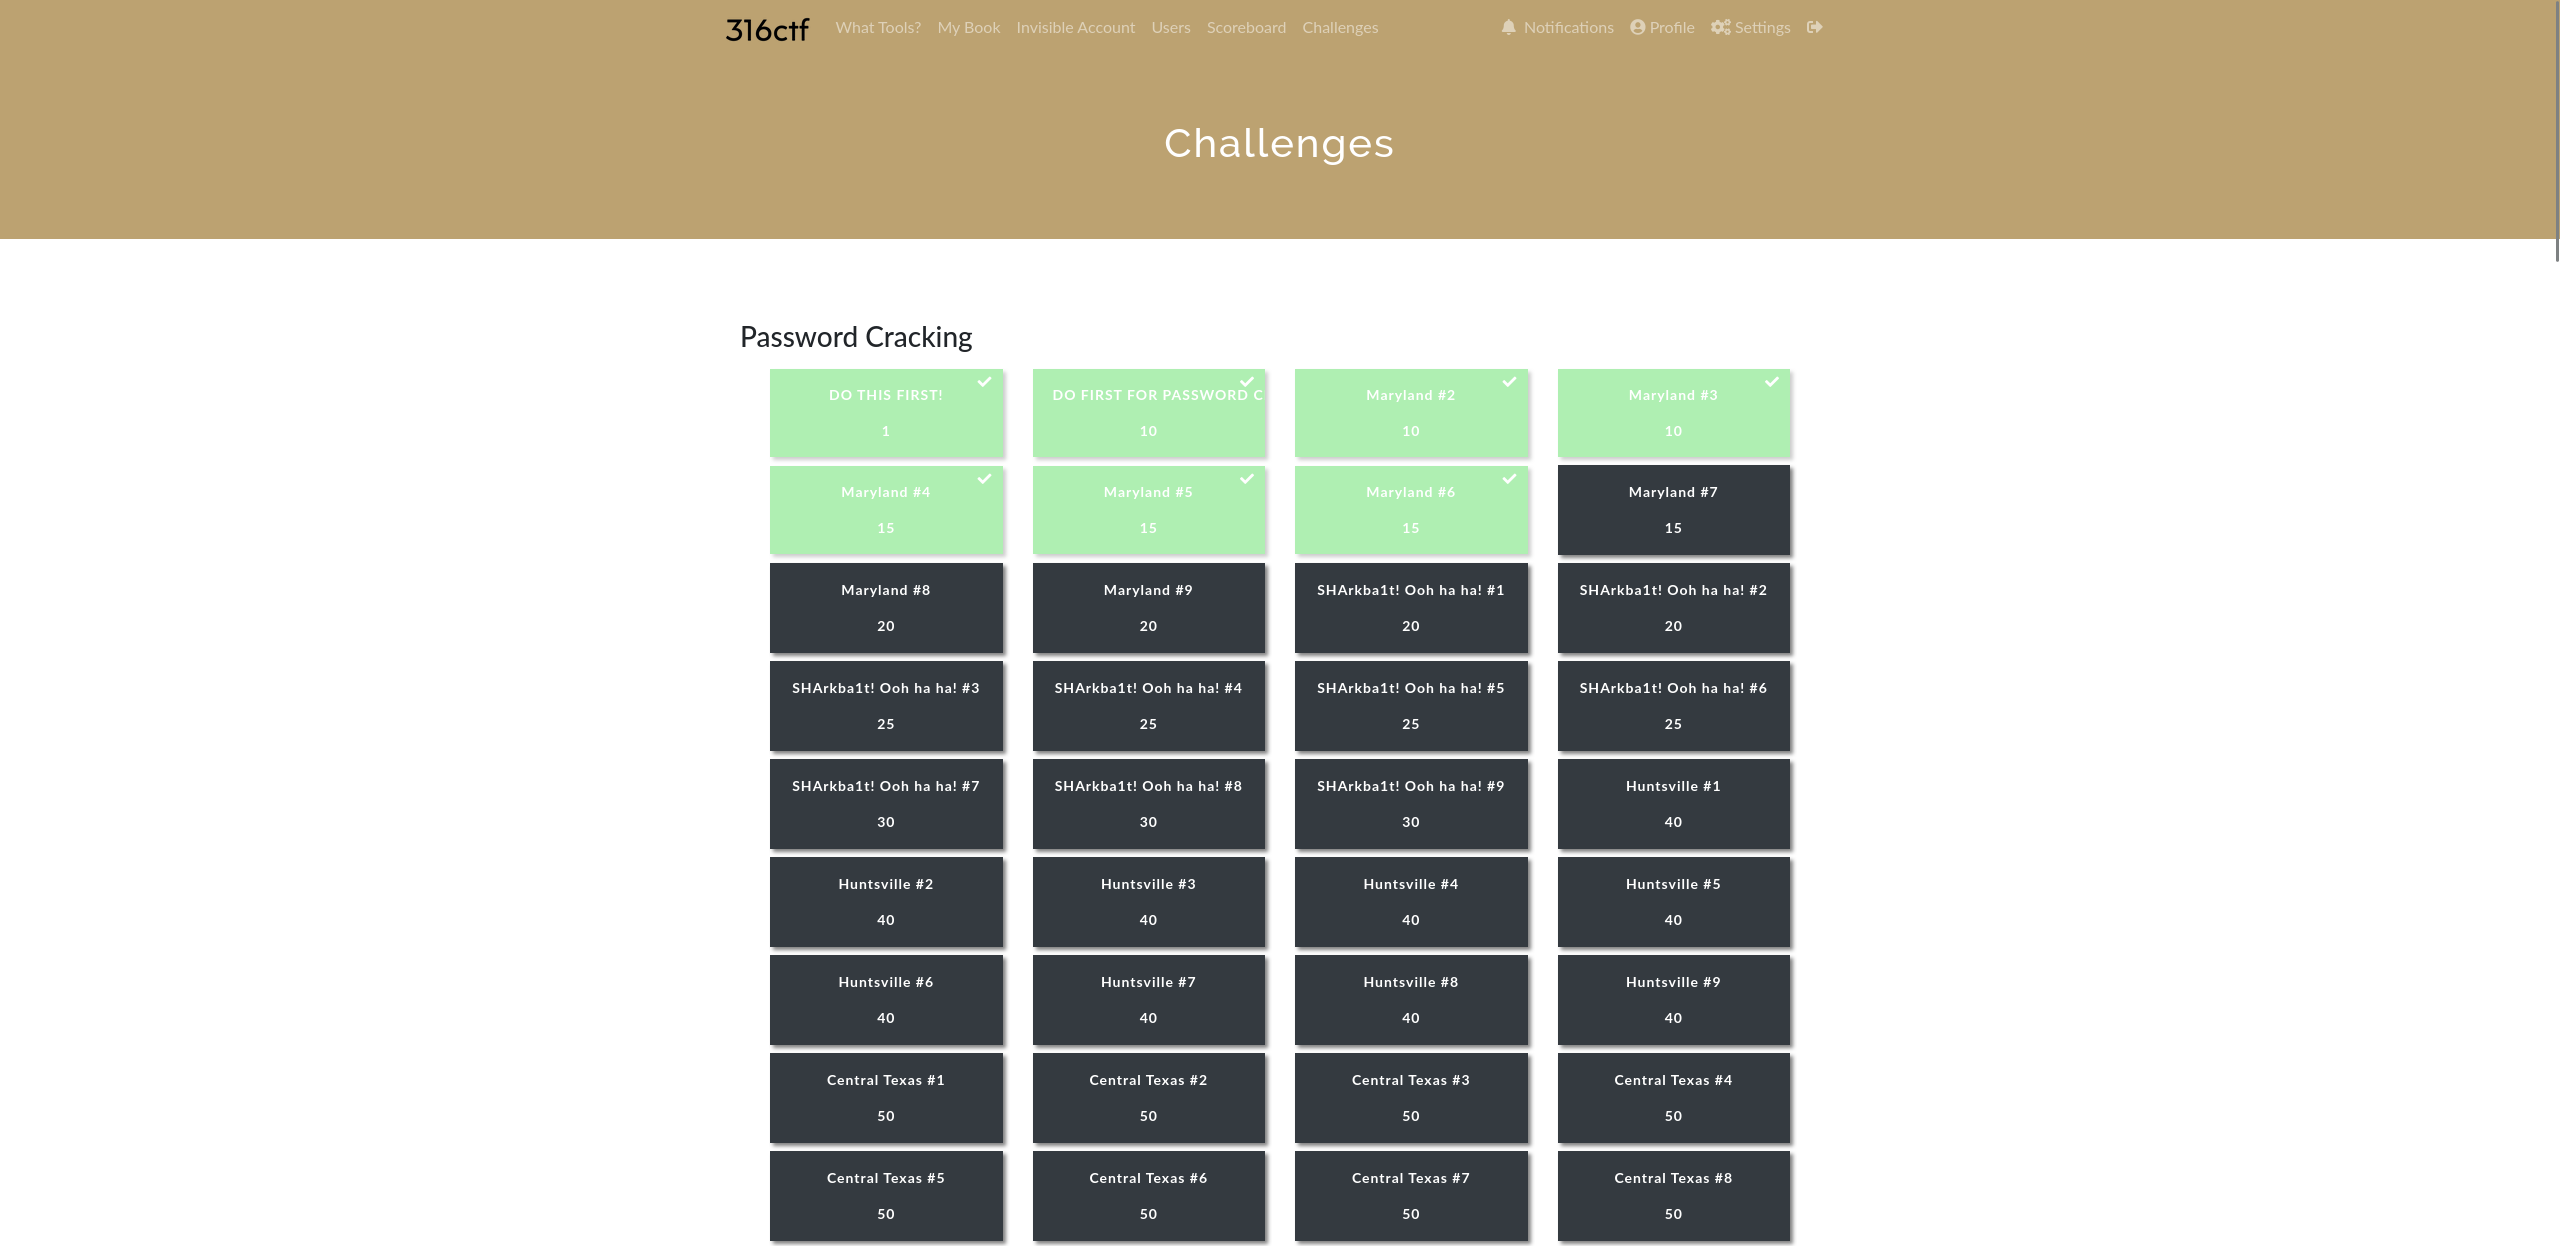 316ctf What Tools? My Book Invisible Account Users Scoreboard Challenges Notifications Profile Settings
Challenges
Password Cracking
DO THIS FIRST! DO FIRST FOR PASSWORD C Maryland #2 Maryland #3
1 10 10 10
Maryland #4 Maryland #5 Maryland #6 Maryland #7
15 15 15 15
Maryland #8 Maryland #9 SHArkba1t! Ooh ha ha! #1 SHArkba1t! Ooh ha ha! #2
20 20 20 20
SHArkba1t! Ooh ha ha! #3 SHArkba1t! Ooh ha ha! #4 SHArkba1t! Ooh ha ha! #5 SHArkba1t! Ooh ha ha! #6
25 25 25 25
SHArkba1t! Ooh ha ha! #7 SHArkba1t! Ooh ha ha! #8 SHArkba1t! Ooh ha ha! #9 Huntsville #1
30 30 30 40
Huntsville #2 Huntsville #3 Huntsville #4 Huntsville #5
40 40 40 40
Huntsville #6 Huntsville #7 Huntsville #8 Huntsville #9
40 40 40 40
Central Texas #1 Central Texas #2 Central Texas #3 Central Texas #4
50 50 50 50
Central Texas #5 Central Texas #6 Central Texas #7 Central Texas #8
50 50 50 50